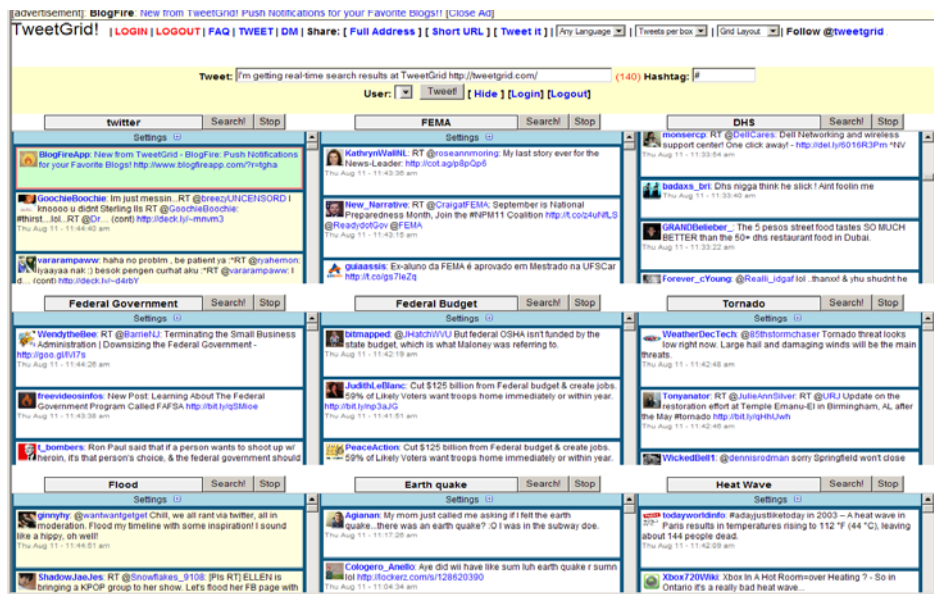 [advertisement]: BlogFire: New from TweetGrid! Push Notifications for your Favorite Blogs!! [Close Ad]
TweetGrid! | LOGIN | LOGOUT | FAQ | TWEET | DM | Share: [ Full Address ] [ Short URL ] [ Tweet it ] | Any Language | Tweets per box | Grid Layout | Follow @tweetgrid
Tweet: I'm getting real-time search results at TweetGrid http://tweetgrid.com/ (140) Hashtag: #
User: Tweet! [ Hide ] [Login] [Logout]
twitter Search! Stop
Settings
BlogFireApp: New from TweetGrid - BlogFire: Push Notifications
for your Favorite Blogs! http://www.blogfireapp.com/?r=tgha
GoochieBoochie: Im just messin...RT @breezyUNCENSORD I
knoooo u didnt Sterling lls RT @GoochieBoochie:
#thirst...lol...RT @Dr... (cont) http://deck.ly/~mnvm3
Thu Aug 11 - 11:44:40 am
vararampaww: haha no problm , be patient ya :"RT @ryahemon:
iyaayaa nak :) besok pengen curhat aku :"RT @vararampaww: I
d... (cont) http://deck.ly/~d4rbY
FEMA Search! Stop
Settings
KathrynWallNL: RT @roseannmoring: My last story ever for the
News-Leader: http://cot.ag/p8pQp6
Thu Aug 11 - 11:43:36 am
New_Narrative: RT @CraigatFEMA: September is National
Preparedness Month, Join the #NPM11 Coalition http://t.co/z4uNfLS
@ReadydotGov @FEMA
Thu Aug 11 - 11:43:15 am
guiaassis: Ex-aluno da FEMA é aprovado em Mestrado na UFSCar
http://t.co/gs7IeZq
DHS Search! Stop
monsercp: RT @DellCares: Dell Networking and wireless
support center! One click away! - http://del.ly/6016R3Pm ^NV
Thu Aug 11 - 11:33:54 am
badaxs_bri: Dhs nigga think he slick ! Aint foolin me
Thu Aug 11 - 11:33:40 am
GRANDBelieber_: The 5 pesos street food tastes SO MUCH
BETTER than the 50+ dhs restaurant food in Dubai.
Thu Aug 11 - 11:33:22 am
Forever_cYoung: @Realli_idgaf lol ..thanxx! & yhu shudnt he
Federal Government Search! Stop
WendytheBee: RT @BarrieNJ: Terminating the Small Business
Administration | Downsizing the Federal Government -
http://goo.gl/lVl7s
Thu Aug 11 - 11:44:26 am
freevideosinfos: New Post: Learning About The Federal
Government Program Called FAFSA http://bit.ly/qSMioe
Thu Aug 11 - 11:43:38 am
t_bombers: Ron Paul said that if a person wants to shoot up w/
heroin, it's that person's choice, & the federal government should
Federal Budget Search! Stop
bitmapped: @JHatchWVU But federal OSHA isn't funded by the
state budget, which is what Maloney was referring to.
Thu Aug 11 - 11:42:19 am
JudithLeBlanc: Cut $125 billion from Federal budget & create jobs.
59% of Likely Voters want troops home immediately or within year.
http://bit.ly/np3aJG
Thu Aug 11 - 11:41:51 am
PeaceAction: Cut $125 billion from Federal budget & create jobs.
59% of Likely Voters want troops home immediately or within year.
Tornado Search! Stop
WeatherDecTech: @85thstormchaser Tornado threat looks
low right now. Large hail and damaging winds will be the main
threats.
Thu Aug 11 - 11:42:48 am
Tonyanator: RT @JulieAnnSilver: RT @URJ Update on the
restoration effort at Temple Emanu-El in Birmingham, AL after
the May #tornado http://bit.ly/qHhUwh
Thu Aug 11 - 11:42:46 am
WickedBell1: @dennisrodman sorry Springfield won't close
Flood Search! Stop
Settings
ginnyhy: @wantwantgetget Chill, we all rant via twitter, all in
moderation. Flood my timeline with some inspiration! I sound
like a hippy, oh well!
Thu Aug 11 - 11:44:51 am
ShadowJaeJes: RT @Snowflakes_9108: [Pls RT] ELLEN is
bringing a KPOP group to her show. Let's flood her FB page with
Earth quake Search! Stop
Settings
Agianan: My mom just called me asking if I felt the earth
quake...there was an earth quake? :O I was in the subway doe.
Thu Aug 11 - 11:17:26 am
Cologero_Anello: Aye did wii have like sum luh earth quake r sumn
lol http://lockerz.com/s/128620390
Thu Aug 11 - 11:04:34 am
Heat Wave Search! Stop
Settings
todayworldinfo: #adayjustliketoday in 2003 – A heat wave in
Paris results in temperatures rising to 112 °F (44 °C), leaving
about 144 people dead.
Thu Aug 11 - 11:42:09 am
Xbox720Wiki: Xbox In A Hot Room=over Heating ? - So in
Ontario it's a really bad heat wave...